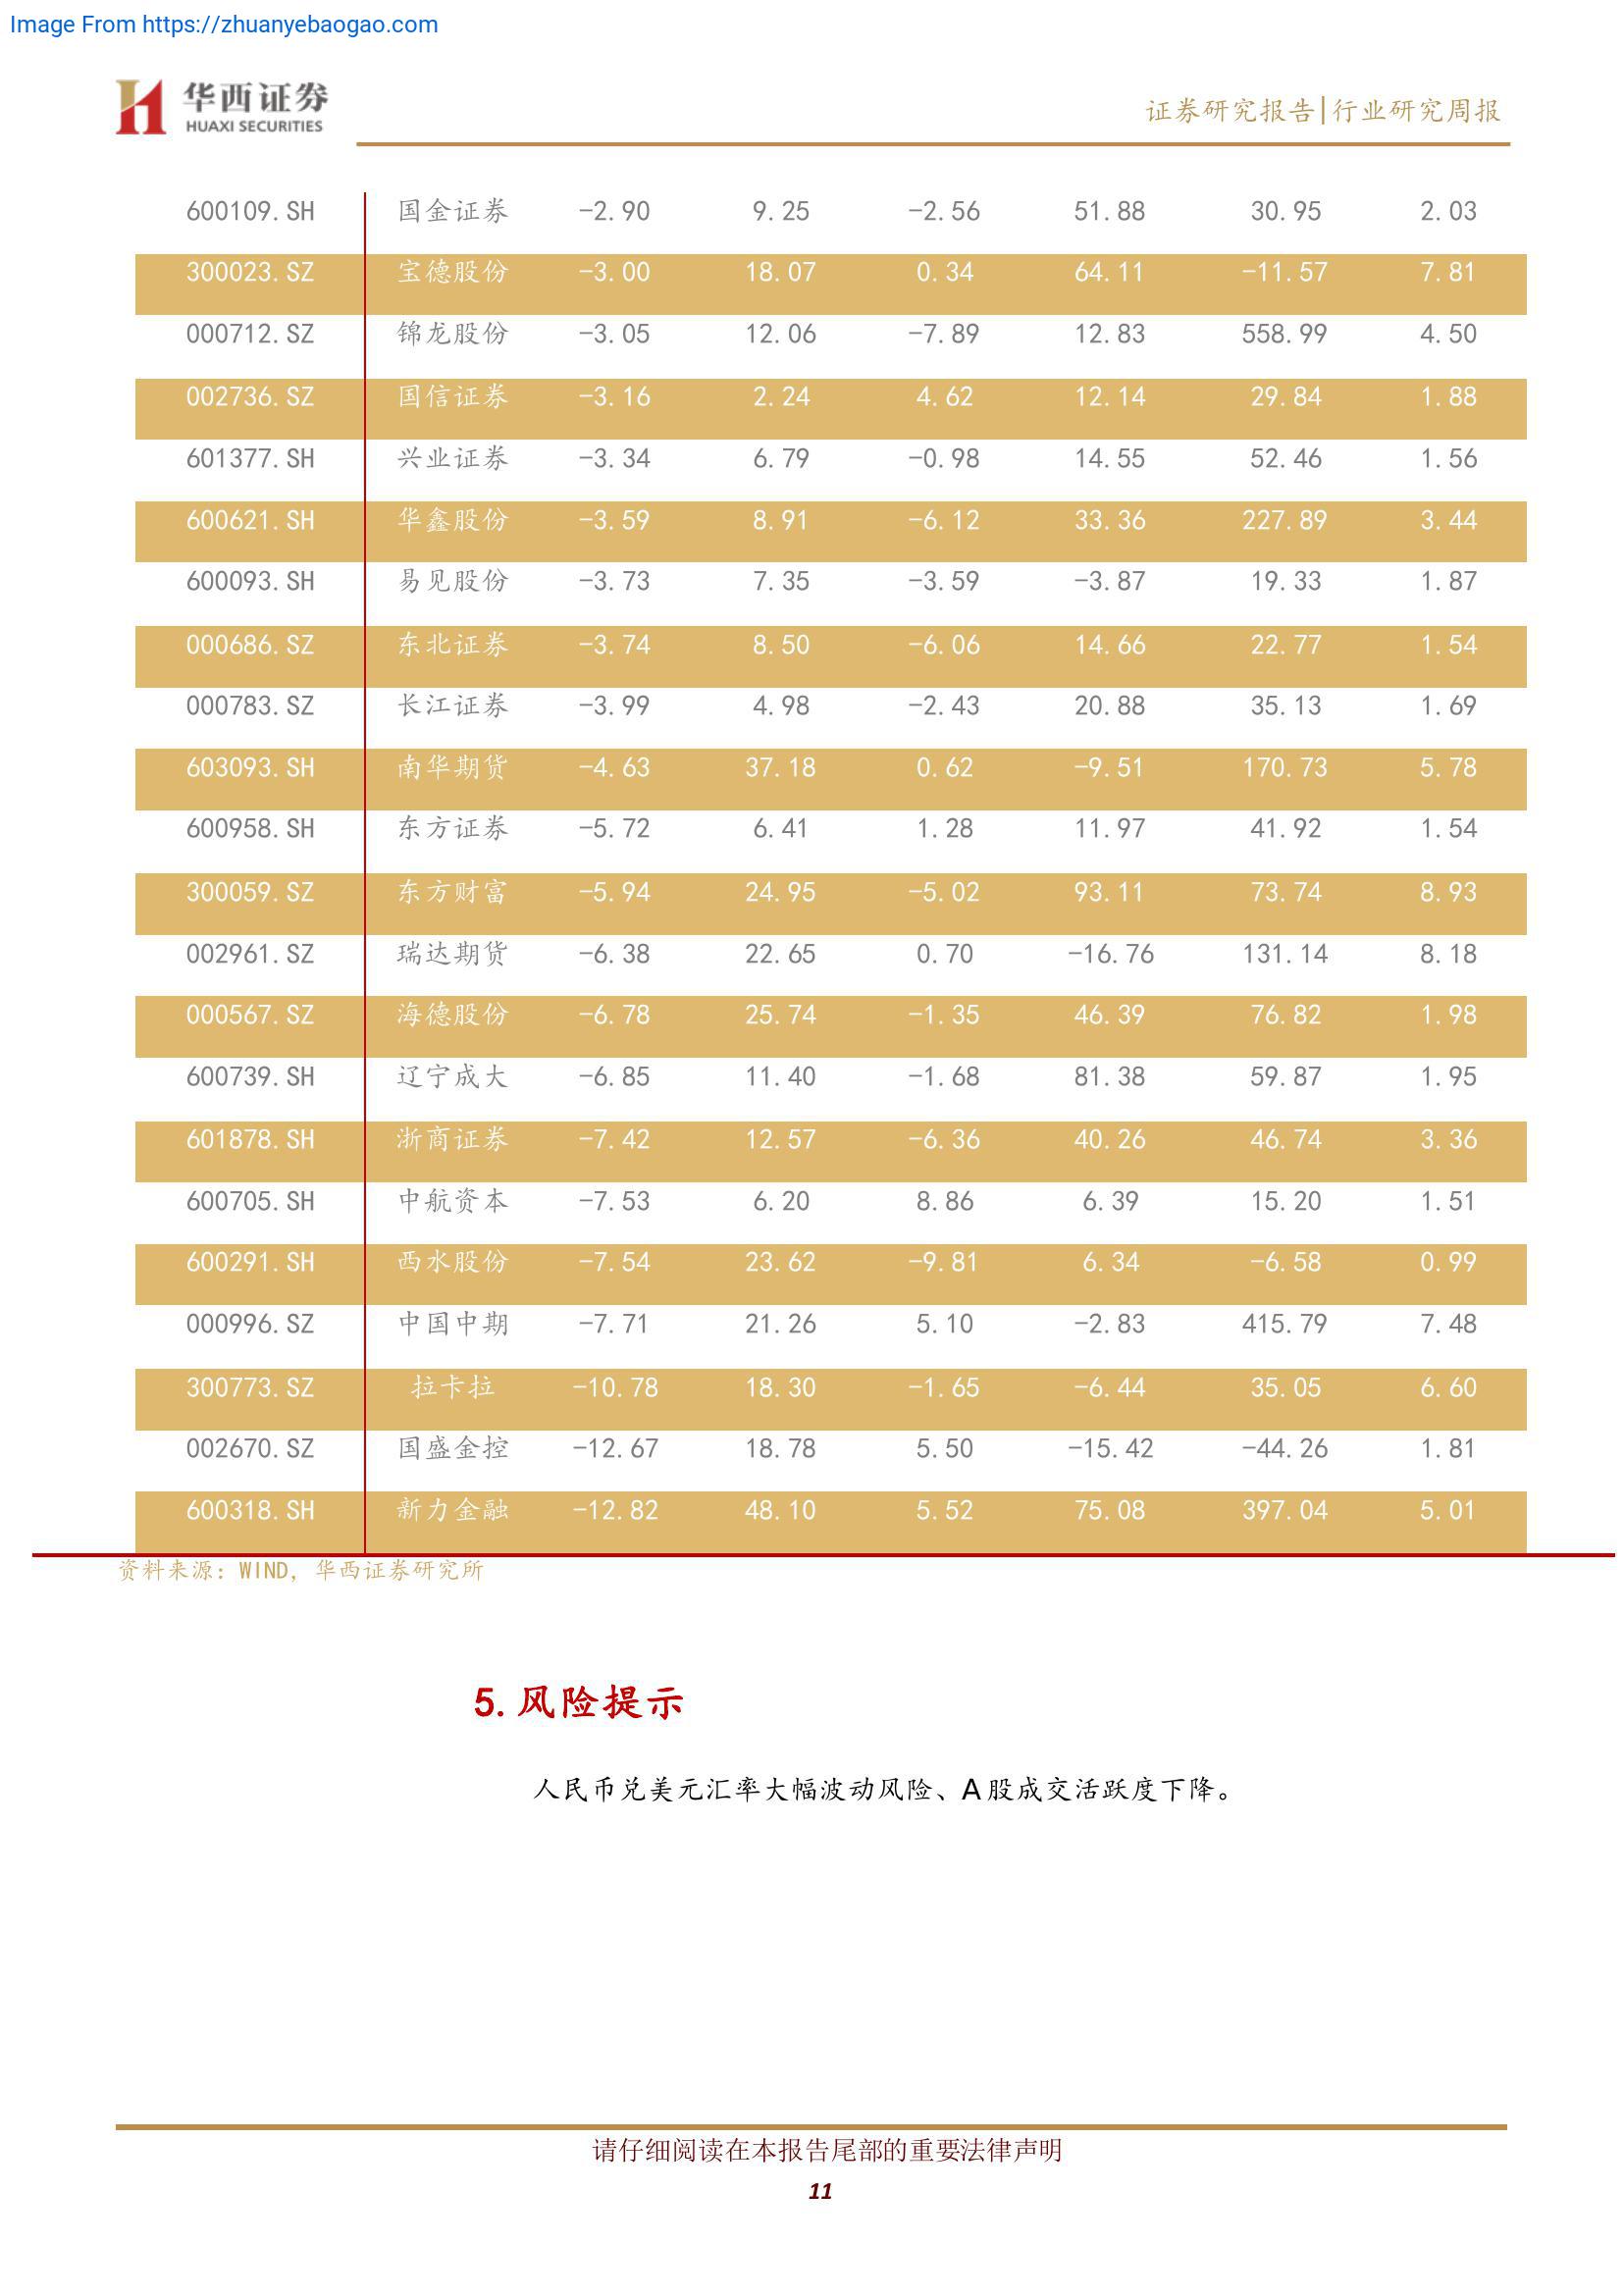 Image From https://zhuanyebaogao.com
华西证券
HUAXI SECURITIES
证券研究报告|行业研究周报
600109.SH 国金证券 -2.90 9.25 -2.56 51.88 30.95 2.03
300023.SZ 宝德股份 -3.00 18.07 0.34 64.11 -11.57 7.81
000712.SZ 锦龙股份 -3.05 12.06 -7.89 12.83 558.99 4.50
002736.SZ 国信证券 -3.16 2.24 4.62 12.14 29.84 1.88
601377.SH 兴业证券 -3.34 6.79 -0.98 14.55 52.46 1.56
600621.SH 华鑫股份 -3.59 8.91 -6.12 33.36 227.89 3.44
600093.SH 易见股份 -3.73 7.35 -3.59 -3.87 19.33 1.87
000686.SZ 东北证券 -3.74 8.50 -6.06 14.66 22.77 1.54
000783.SZ 长江证券 -3.99 4.98 -2.43 20.88 35.13 1.69
603093.SH 南华期货 -4.63 37.18 0.62 -9.51 170.73 5.78
600958.SH 东方证券 -5.72 6.41 1.28 11.97 41.92 1.54
300059.SZ 东方财富 -5.94 24.95 -5.02 93.11 73.74 8.93
002961.SZ 瑞达期货 -6.38 22.65 0.70 -16.76 131.14 8.18
000567.SZ 海德股份 -6.78 25.74 -1.35 46.39 76.82 1.98
600739.SH 辽宁成大 -6.85 11.40 -1.68 81.38 59.87 1.95
601878.SH 浙商证券 -7.42 12.57 -6.36 40.26 46.74 3.36
600705.SH 中航资本 -7.53 6.20 8.86 6.39 15.20 1.51
600291.SH 西水股份 -7.54 23.62 -9.81 6.34 -6.58 0.99
000996.SZ 中国中期 -7.71 21.26 5.10 -2.83 415.79 7.48
300773.SZ 拉卡拉 -10.78 18.30 -1.65 -6.44 35.05 6.60
002670.SZ 国盛金控 -12.67 18.78 5.50 -15.42 -44.26 1.81
600318.SH 新力金融 -12.82 48.10 5.52 75.08 397.04 5.01
资料来源：WIND，华西证券研究所
5.风险提示
人民币兑美元汇率大幅波动风险、A股成交活跃度下降。
请仔细阅读在本报告尾部的重要法律声明
11